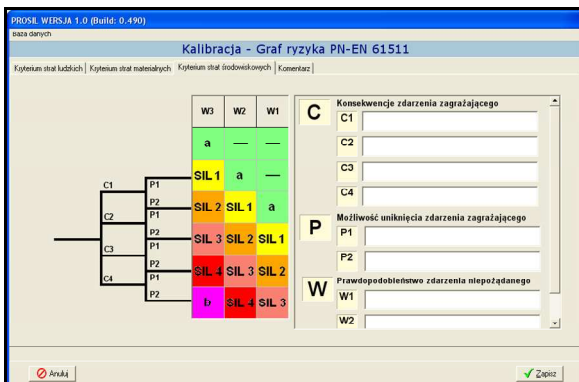 PROSIL WERSJA 1.0 (Build: 0.490)
Baza danych
Kalibracja - Graf ryzyka PN-EN 61511
Kryterium strat ludzkich Kryterium strat materialnych Kryterium strat środowiskowych Komentarz
W3 W2 W1
a — —
SIL 1 a —
SIL 2 SIL 1 a
SIL 3 SIL 2 SIL 1
SIL 4 SIL 3 SIL 2
b SIL 4 SIL 3
C1 P1
P2
C2 P1
P2
C3 P1
P2
C4 P1
P2
C Konsekwencje zdarzenia zagrażającego
C1
C2
C3
C4
P Możliwość uniknięcia zdarzenia zagrażającego
P1
P2
W Prawdopodobieństwo zdarzenia niepożądanego
W1
W2
Anuluj
Zapisz